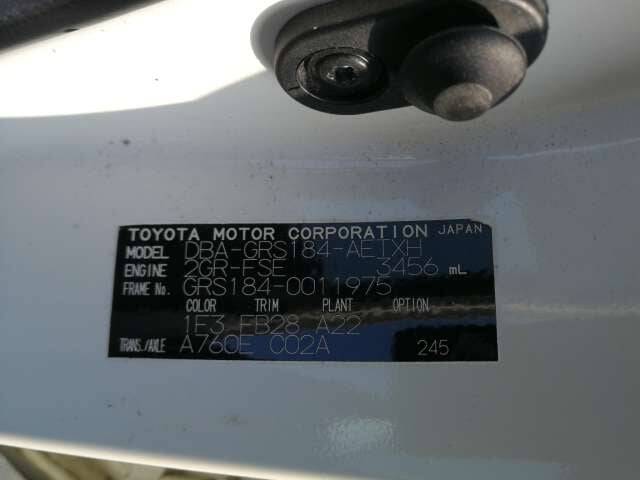 TOYOTA MOTOR CORPORATION JAPAN
MODEL DBA-GRS184-AETXH
ENGINE 2GR-FSE 3456 mL
FRAME No. GRS184-0011975
COLOR TRIM PLANT OPTION
1E3 FB28 A22
TRANS./AXLE A760E C02A 245